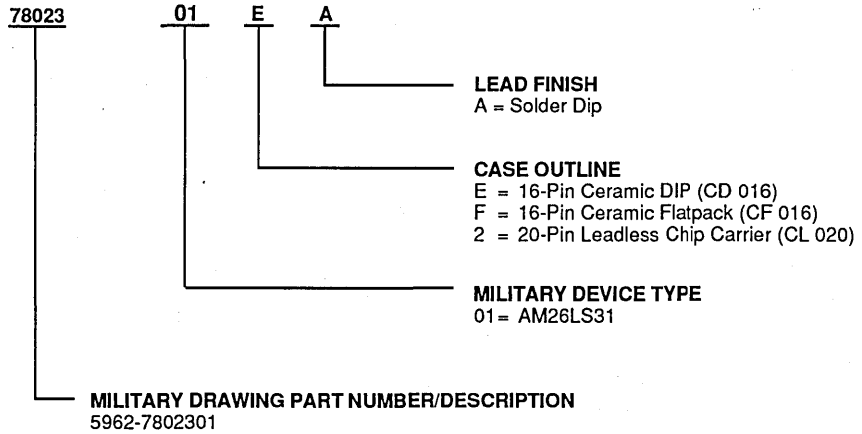 78023 01 E A
LEAD FINISH
A = Solder Dip
CASE OUTLINE
E = 16-Pin Ceramic DIP (CD 016)
F = 16-Pin Ceramic Flatpack (CF 016)
2 = 20-Pin Leadless Chip Carrier (CL 020)
MILITARY DEVICE TYPE
01= AM26LS31
MILITARY DRAWING PART NUMBER/DESCRIPTION
5962-7802301